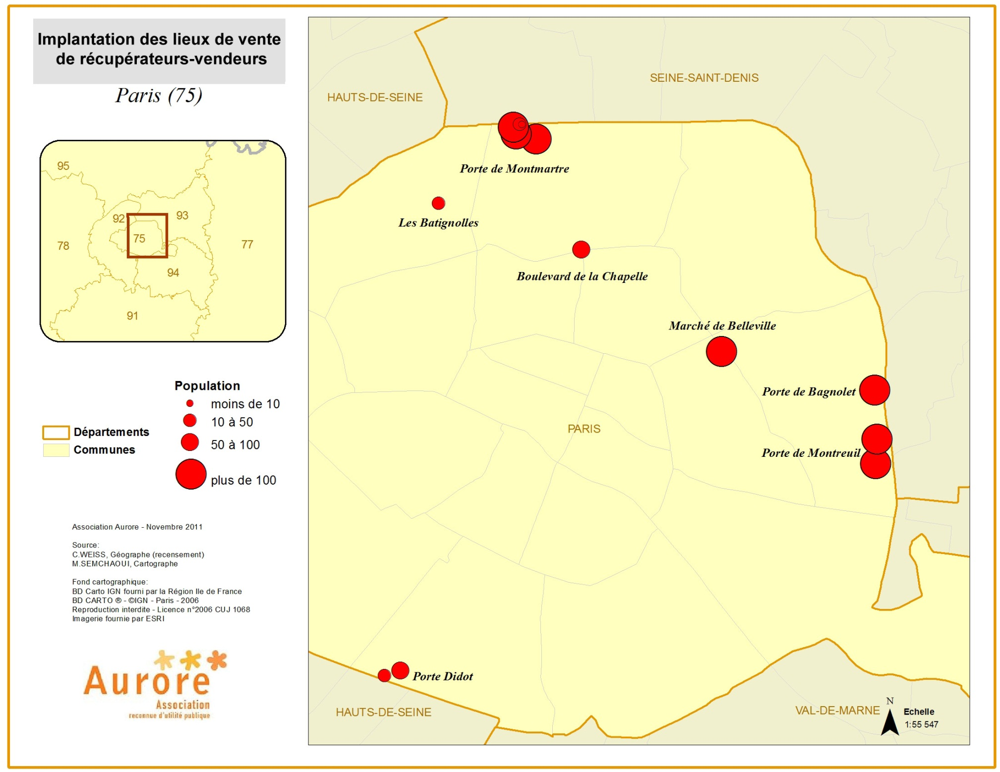 Implantation des lieux de vente
de récupérateurs-vendeurs
Paris (75)
95
92
93
75
78
77
94
91
Population
moins de 10
10 à 50
50 à 100
plus de 100
Départements
Communes
Association Aurore - Novembre 2011
Source:
C.WEISS, Géographe (recensement)
M.SEMCHAOUI, Cartographe
Fond cartographique:
BD Carto IGN fourni par la Région Ile de France
BD CARTO ® - ©IGN - Paris - 2006
Reproduction interdite - Licence n°2006 CUJ 1068
Imagerie fournie par ESRI
Aurore
Association
reconnue d'utilité publique
SEINE-SAINT-DENIS
HAUTS-DE-SEINE
Porte de Montmartre
Les Batignolles
Boulevard de la Chapelle
Marché de Belleville
Porte de Bagnolet
PARIS
Porte de Montreuil
Porte Didot
HAUTS-DE-SEINE
VAL-DE-MARNE
N
Echelle
1:55 547